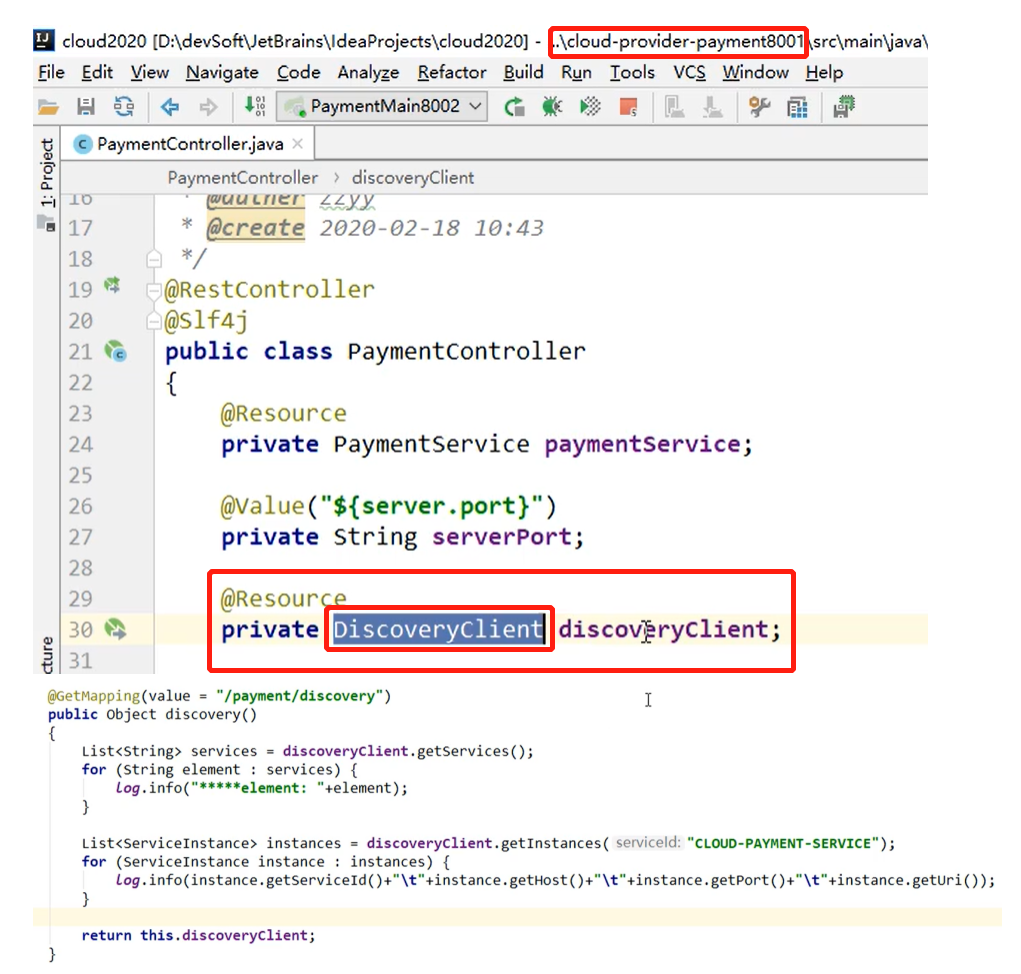 cloud2020 [D:\devSoft\JetBrains\IdeaProjects\cloud2020] - ..\cloud-provider-payment8001\src\main\java\
File Edit View Navigate Code Analyze Refactor Build Run Tools VCS Window Help
PaymentMain8002
PaymentController.java
1: Project
PaymentController > discoveryClient
16 * @auther zzyy
17 * @create 2020-02-18 10:43
18 */
19 @RestController
20 @Slf4j
21 public class PaymentController
22 {
23 @Resource
24 private PaymentService paymentService;
25
26 @Value("${server.port}")
27 private String serverPort;
28
29 @Resource
30 private DiscoveryClient discoveryClient;
31
cture
@GetMapping(value = "/payment/discovery")
public Object discovery()
{
List<String> services = discoveryClient.getServices();
for (String element : services) {
log.info("*****element: "+element);
}
List<ServiceInstance> instances = discoveryClient.getInstances( serviceId: "CLOUD-PAYMENT-SERVICE");
for (ServiceInstance instance : instances) {
log.info(instance.getServiceId()+"\t"+instance.getHost()+"\t"+instance.getPort()+"\t"+instance.getUri());
}
return this.discoveryClient;
}